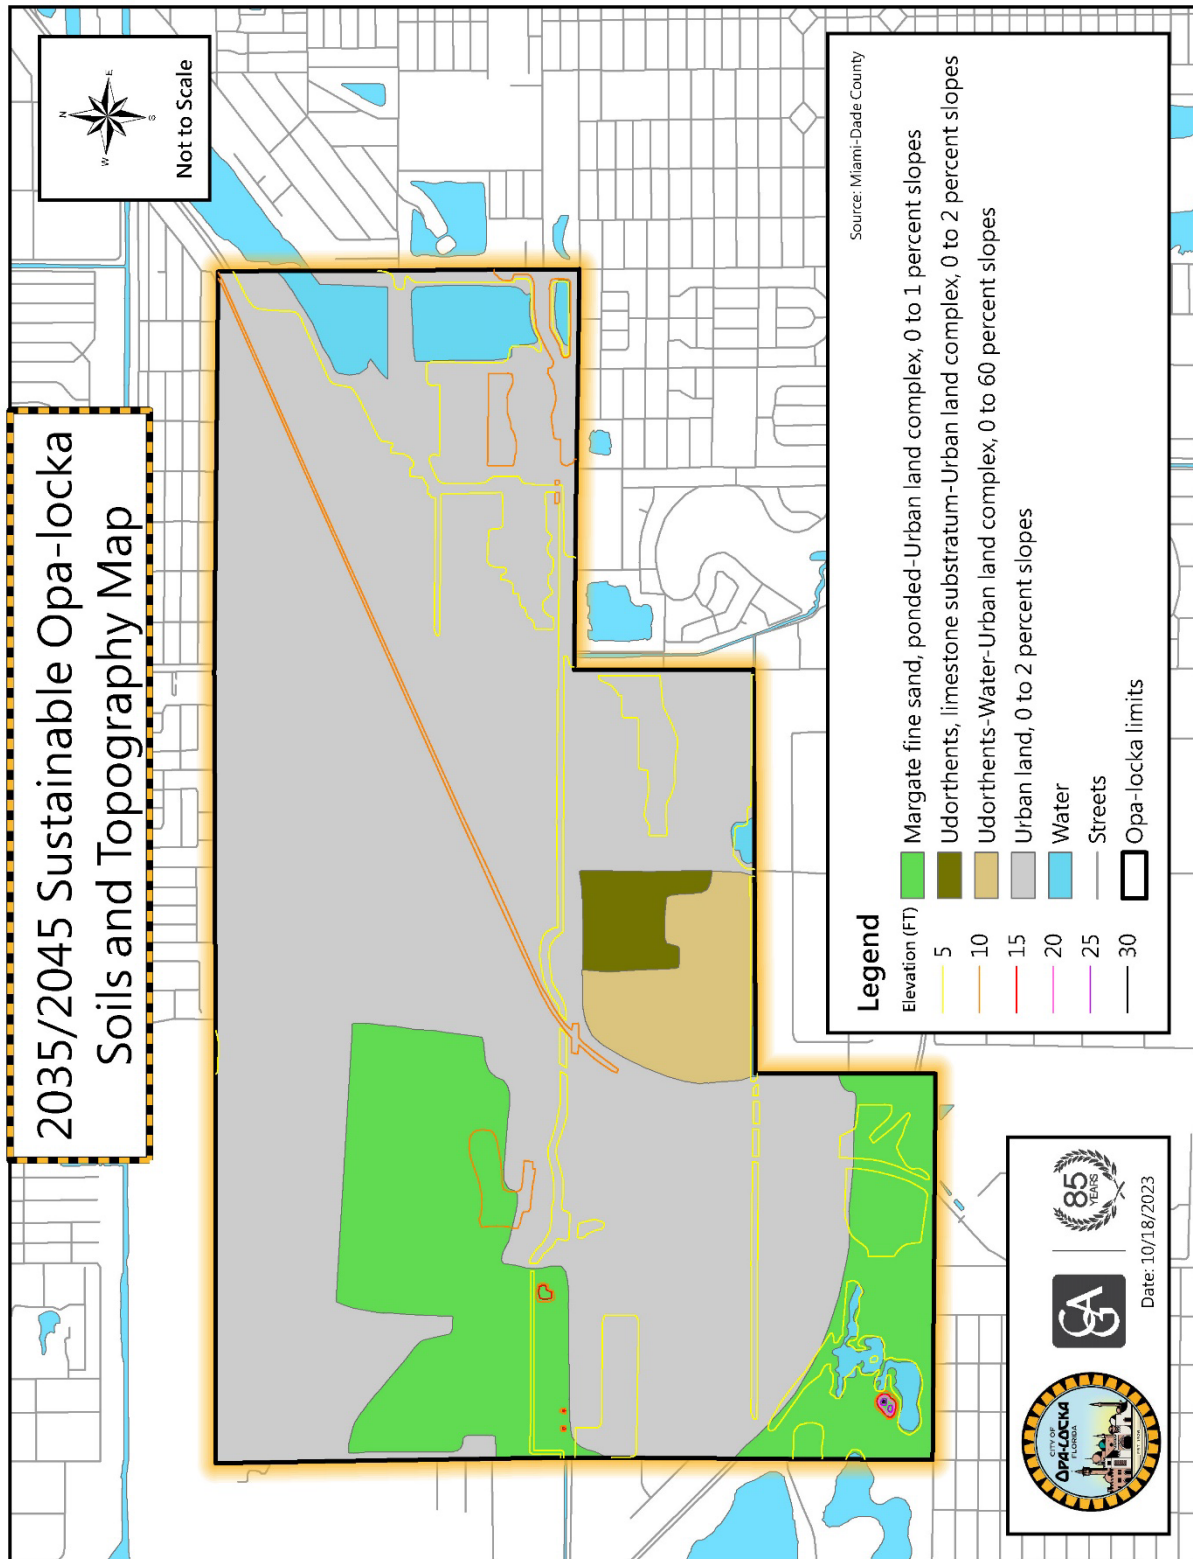 2035/2045 Sustainable Opa-locka
Soils and Topography Map
N
W
E
S
Not to Scale
Source: Miami-Dade County
Legend
Elevation (FT)
5
10
15
20
25
30
Margate fine sand, ponded-Urban land complex, 0 to 1 percent slopes
Udorthents, limestone substratum-Urban land complex, 0 to 2 percent slopes
Udorthents-Water-Urban land complex, 0 to 60 percent slopes
Urban land, 0 to 2 percent slopes
Water
Streets
Opa-locka limits
CITY OF
OPA-LOCKA
FLORIDA
CGA
85
YEARS
Date: 10/18/2023